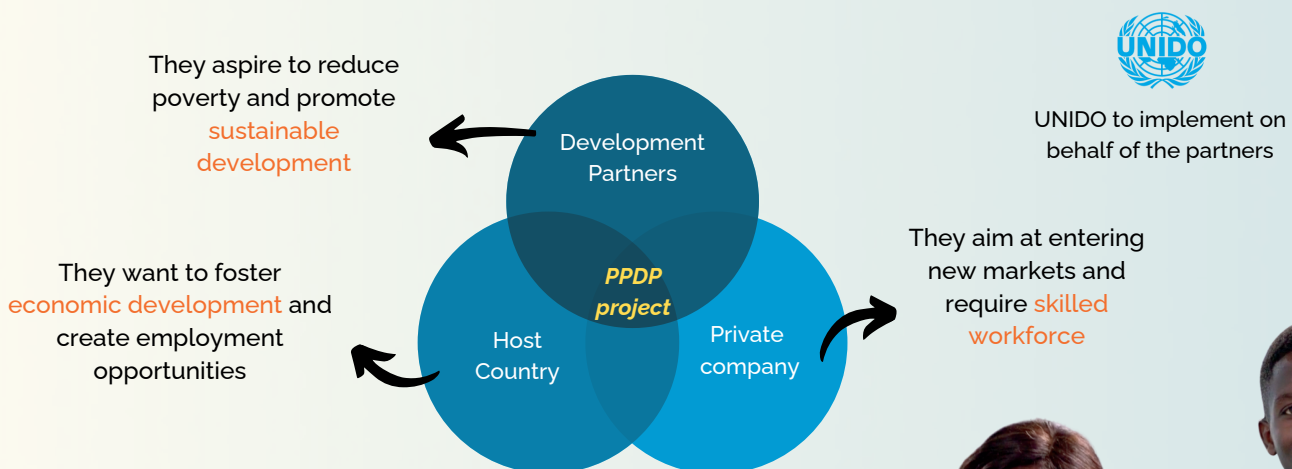 They aspire to reduce
poverty and promote
sustainable
development
Development
Partners
UNIDO
UNIDO to implement on
behalf of the partners
They want to foster
economic development and
create employment
opportunities
PPDP
project
Host
Country
Private
company
They aim at entering
new markets and
require skilled
workforce